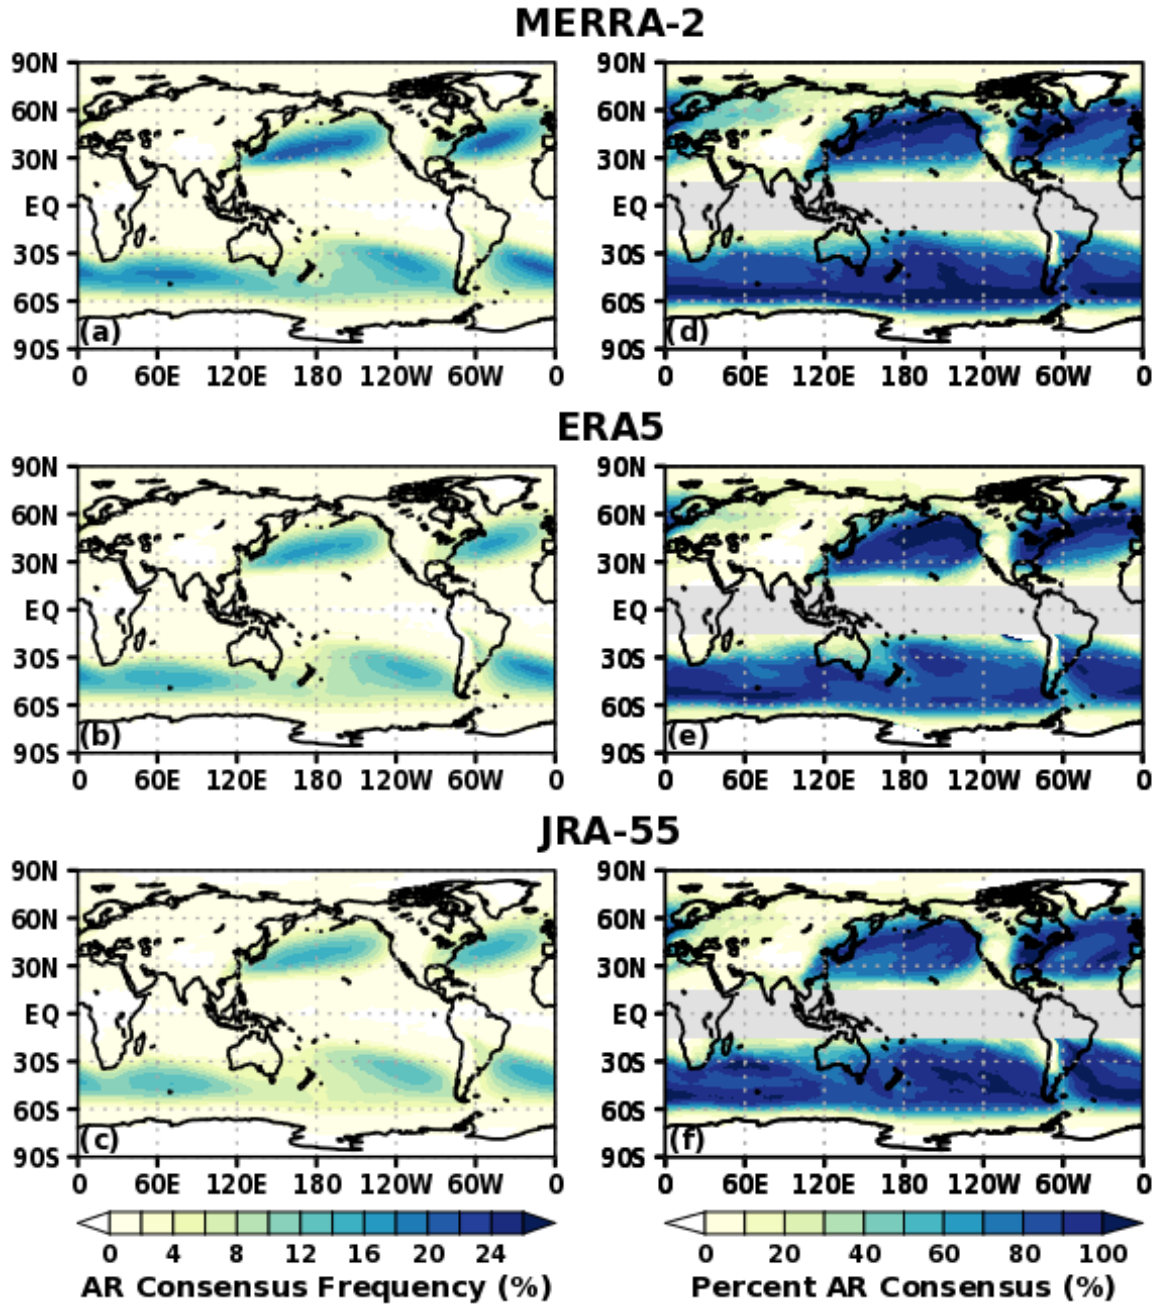 MERRA-2
90N 90N
60N 60N
30N 30N
EQ EQ
30S 30S
60S 60S
(a) (d)
90S 90S
0 60E 120E 180 120W 60W 0 0 60E 120E 180 120W 60W 0
ERA5
90N 90N
60N 60N
30N 30N
EQ EQ
30S 30S
60S 60S
(b) (e)
90S 90S
0 60E 120E 180 120W 60W 0 0 60E 120E 180 120W 60W 0
JRA-55
90N 90N
60N 60N
30N 30N
EQ EQ
30S 30S
60S 60S
(c) (f)
90S 90S
0 60E 120E 180 120W 60W 0 0 60E 120E 180 120W 60W 0
0 4 8 12 16 20 24 0 20 40 60 80 100
AR Consensus Frequency (%) Percent AR Consensus (%)